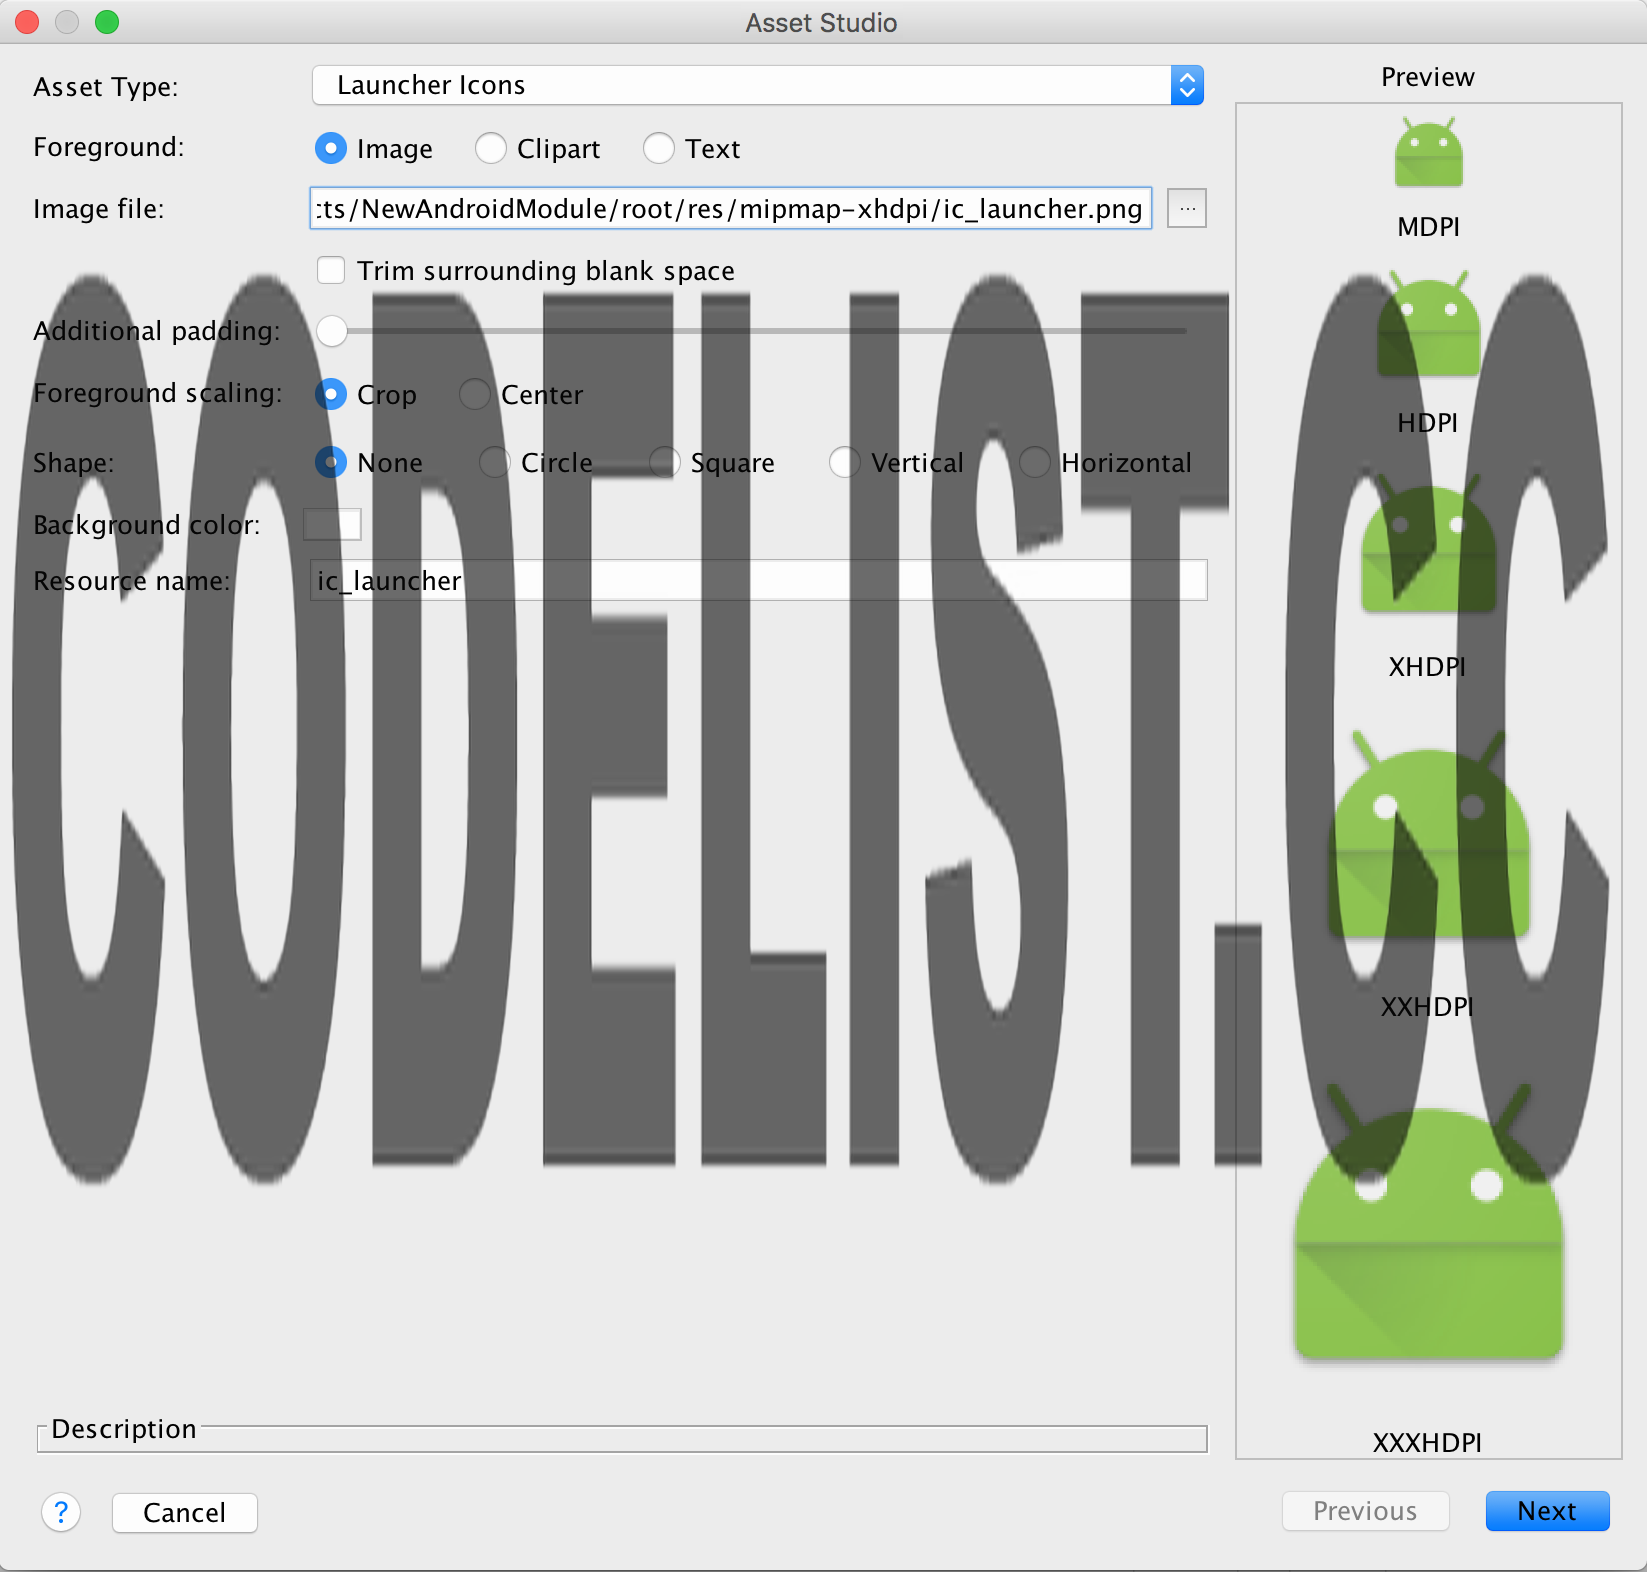 Asset Studio
Asset Type: Launcher Icons
Preview
Foreground: Image Clipart Text
Image file: :ts/NewAndroidModule/root/res/mipmap-xhdpi/ic_launcher.png ...
MDPI
Trim surrounding blank space
Additional padding:
Foreground scaling: Crop Center
HDPI
Shape: None Circle Square Vertical Horizontal
Background color:
Resource name: ic_launcher
XHDPI
CODELIST.CC
XXHDPI
Description
XXXHDPI
? Cancel Previous Next